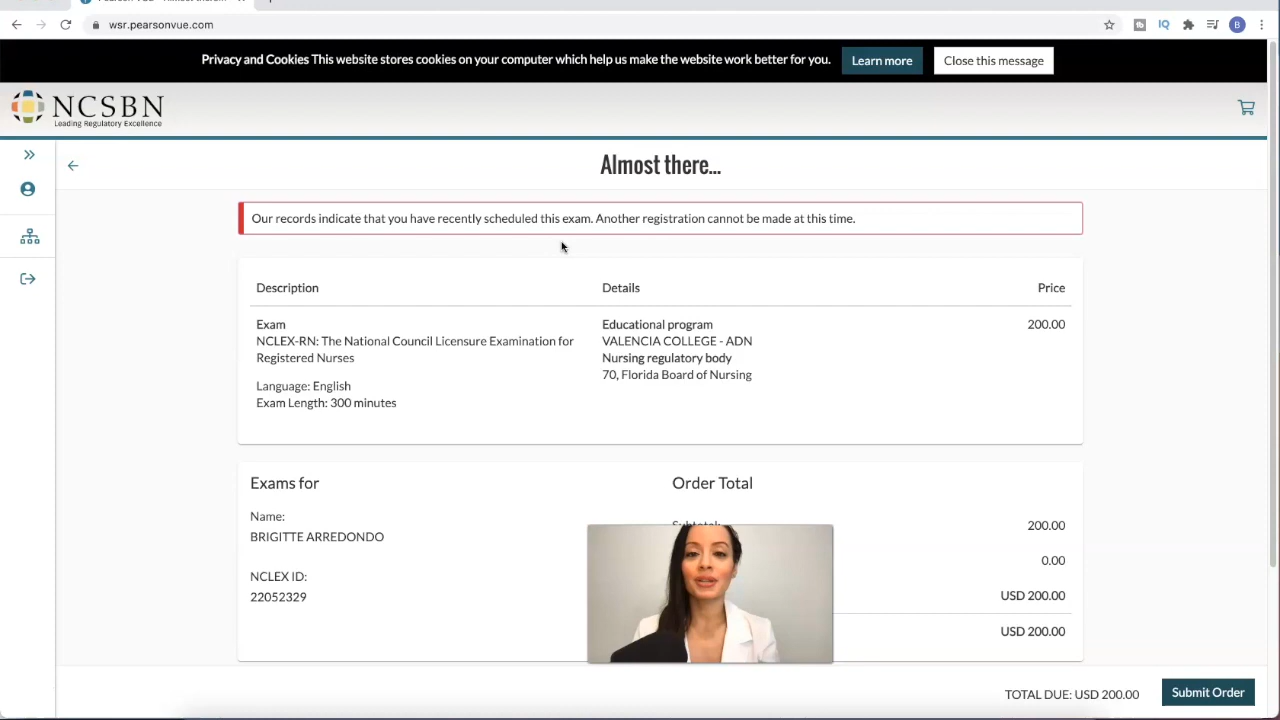 wsr.pearsonvue.com
IQ
B
Privacy and Cookies This website stores cookies on your computer which help us make the website work better for you.
Learn more
Close this message
NCSBN
Leading Regulatory Excellence
Almost there...
Our records indicate that you have recently scheduled this exam. Another registration cannot be made at this time.
Description
Details
Price
Exam
Educational program
200.00
NCLEX-RN: The National Council Licensure Examination for
VALENCIA COLLEGE - ADN
Registered Nurses
Nursing regulatory body
70, Florida Board of Nursing
Language: English
Exam Length: 300 minutes
Exams for
Order Total
Name:
Subtotal:
200.00
BRIGITTE ARREDONDO
0.00
NCLEX ID:
22052329
USD 200.00
USD 200.00
TOTAL DUE: USD 200.00
Submit Order